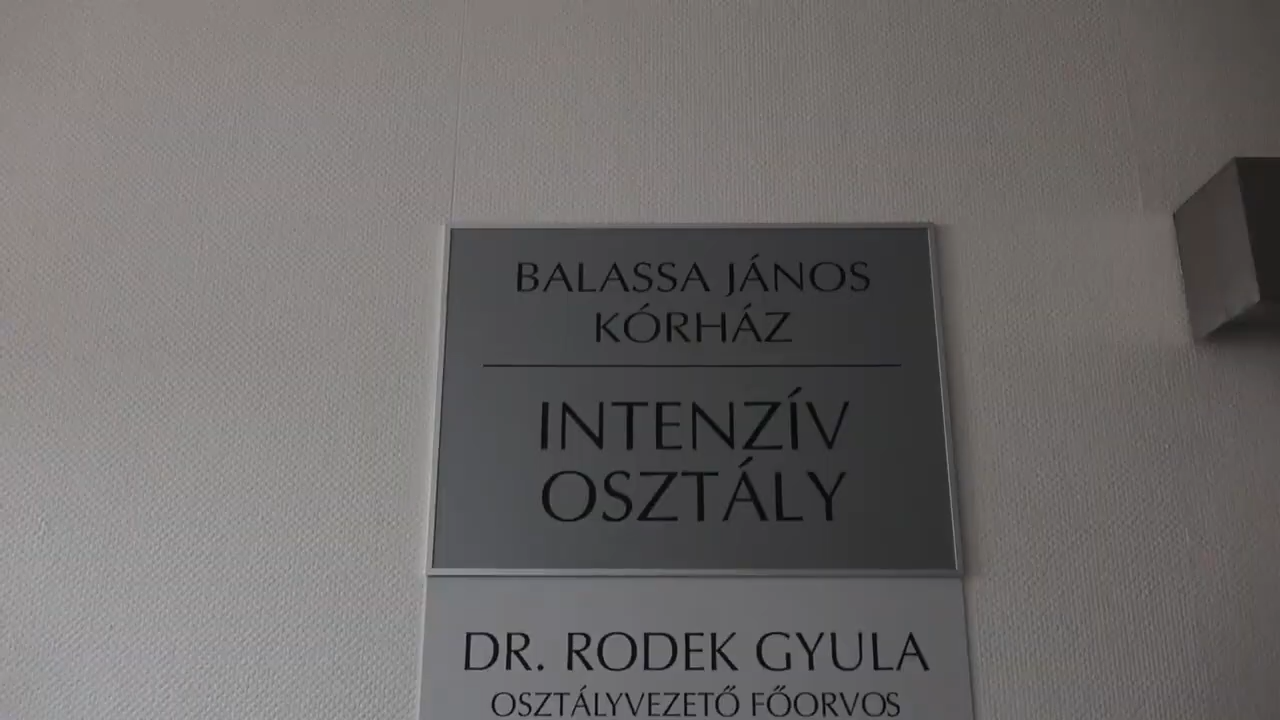 BALASSA JÁNOS
KÓRHÁZ
INTENZÍV
OSZTÁLY
DR. RODEK GYULA
OSZTÁLYVEZETŐ FŐORVOS